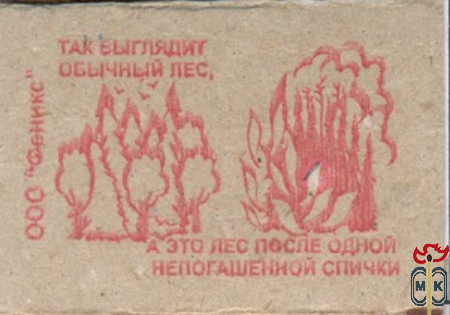 ТАК ВЫГЛЯДИТ
ОБЫЧНЫЙ ЛЕС,
ООО "Феникс"
А ЭТО ЛЕС ПОСЛЕ ОДНОЙ
НЕПОГАШЕННОЙ СПИЧКИ
МК